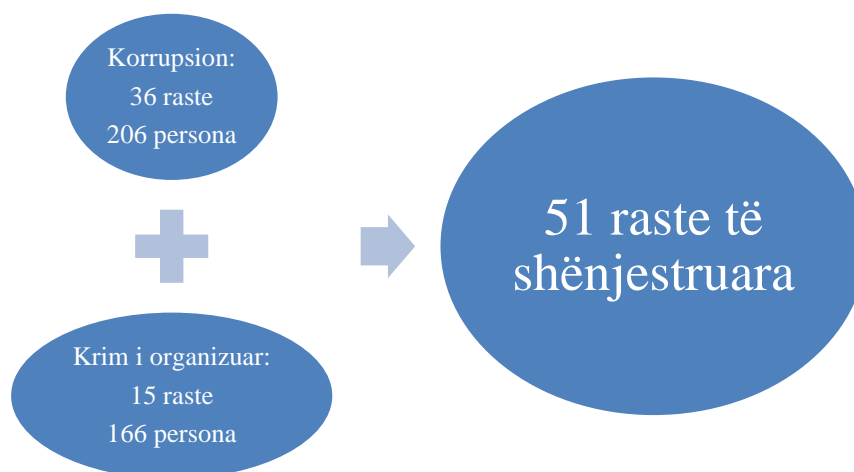 Korrupsion:
36 raste
206 persona
51 raste të
shënjestruara
Krim i organizuar:
15 raste
166 persona